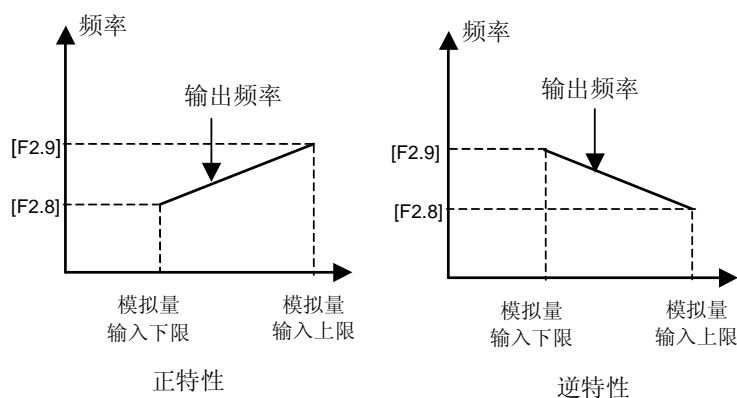 频率
输出频率
[F2.9]
[F2.8]
模拟量
输入下限
模拟量
输入上限
正特性
频率
输出频率
[F2.9]
[F2.8]
模拟量
输入下限
模拟量
输入上限
逆特性